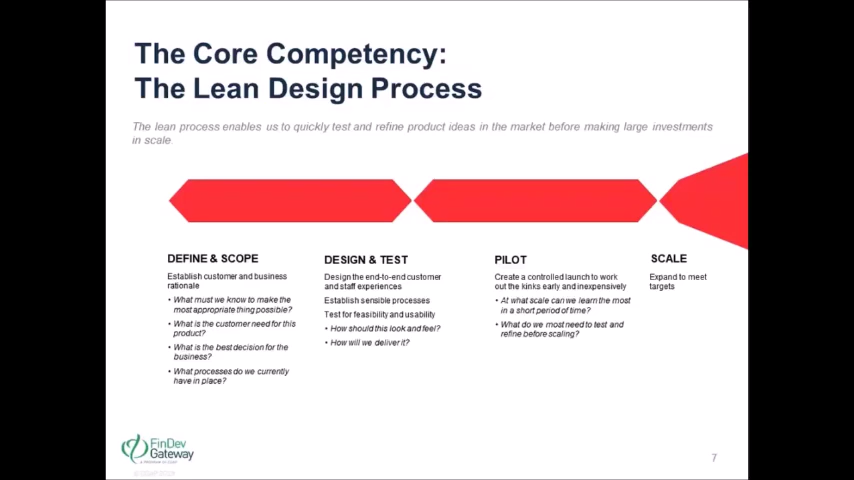 The Core Competency:
The Lean Design Process
The lean process enables us to quickly test and refine product ideas in the market before making large investments
in scale
DEFINE & SCOPE
Establish customer and business
rationale
• What must we know to make the
most appropriate thing possible?
• What is the customer need for this
product?
• What is the best decision for the
business?
• What processes do we currently
have in place?
DESIGN & TEST
Design the end-to-end customer
and staff experiences
Establish sensible processes
Test for feasibility and usability
• How should this look and feel?
• How will we deliver it?
PILOT
Create a controlled launch to work
out the kinks early and inexpensively
• At what scale can we learn the most
in a short period of time?
• What do we most need to test and
refine before scaling?
SCALE
Expand to meet
targets
FinDev
Gateway
7